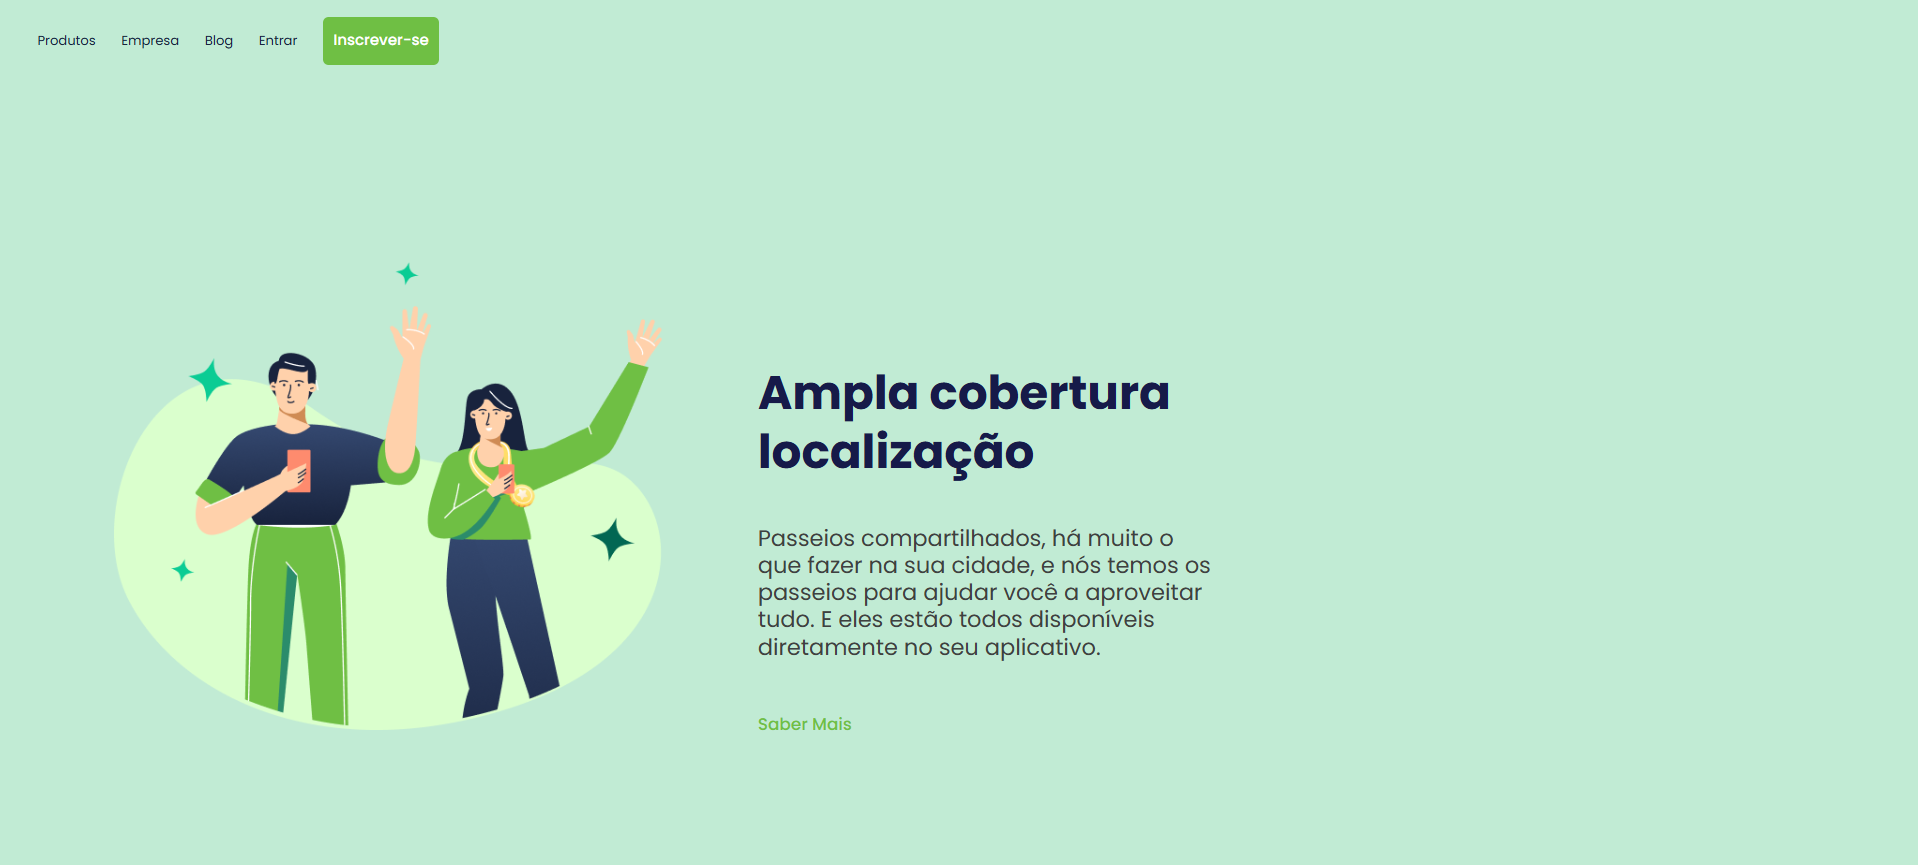 Produtos Empresa Blog Entrar Inscrever-se
Ampla cobertura
localização
Passeios compartilhados, há muito o
que fazer na sua cidade, e nós temos os
passeios para ajudar você a aproveitar
tudo. E eles estão todos disponíveis
diretamente no seu aplicativo.
Saber Mais